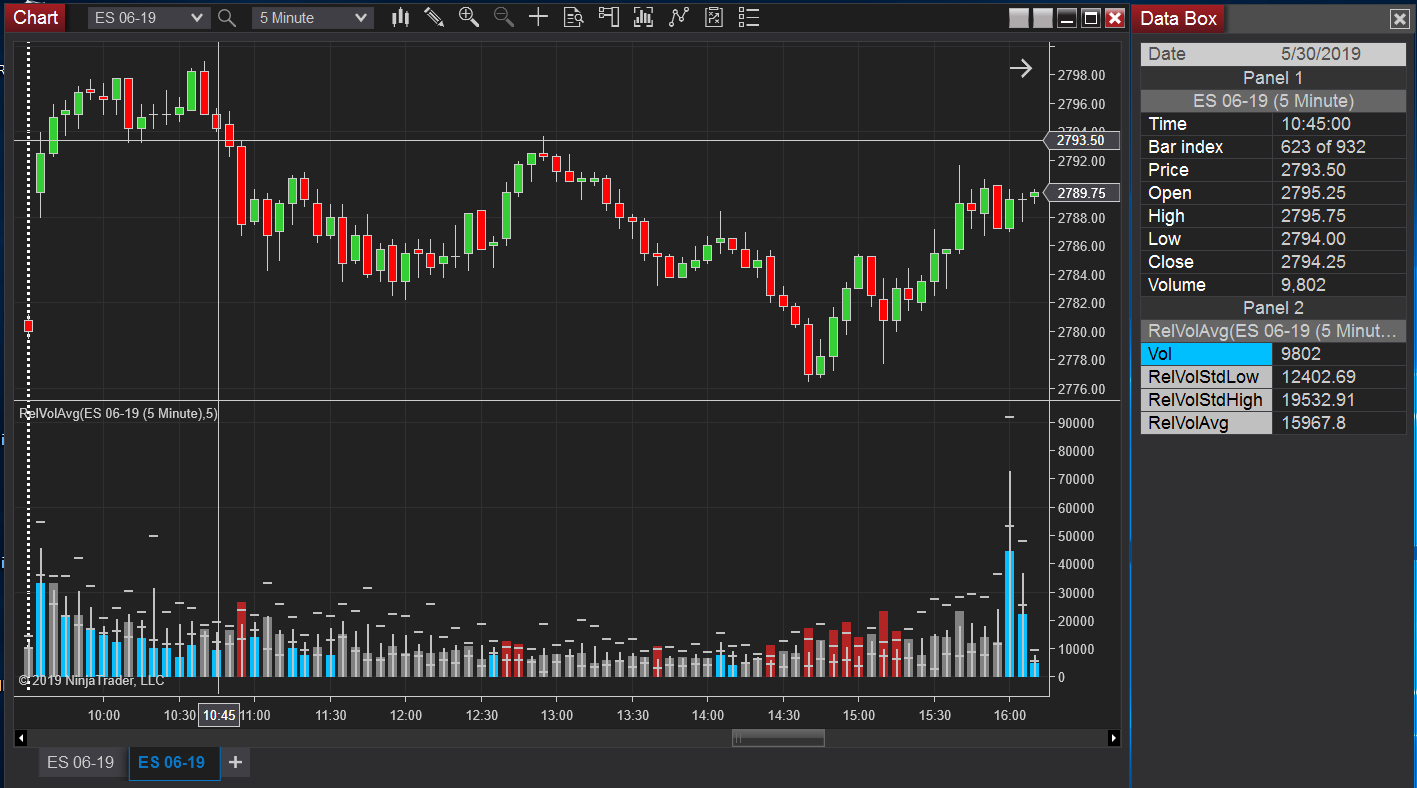 Chart
ES 06-19
5 Minute
2798.00
2796.00
2794.00
2793.50
2792.00
2789.75
2788.00
2786.00
2784.00
2782.00
2780.00
2778.00
2776.00
RelVolAvg(ES 06-19 (5 Minute),5)
90000
80000
70000
60000
50000
40000
30000
20000
10000
0
© 2019 NinjaTrader, LLC
10:00 10:30 10:45 11:00 11:30 12:00 12:30 13:00 13:30 14:00 14:30 15:00 15:30 16:00
ES 06-19 ES 06-19 +
Data Box
Date 5/30/2019
Panel 1
ES 06-19 (5 Minute)
Time 10:45:00
Bar index 623 of 932
Price 2793.50
Open 2795.25
High 2795.75
Low 2794.00
Close 2794.25
Volume 9,802
Panel 2
RelVolAvg(ES 06-19 (5 Minut...
Vol 9802
RelVolStdLow 12402.69
RelVolStdHigh 19532.91
RelVolAvg 15967.8